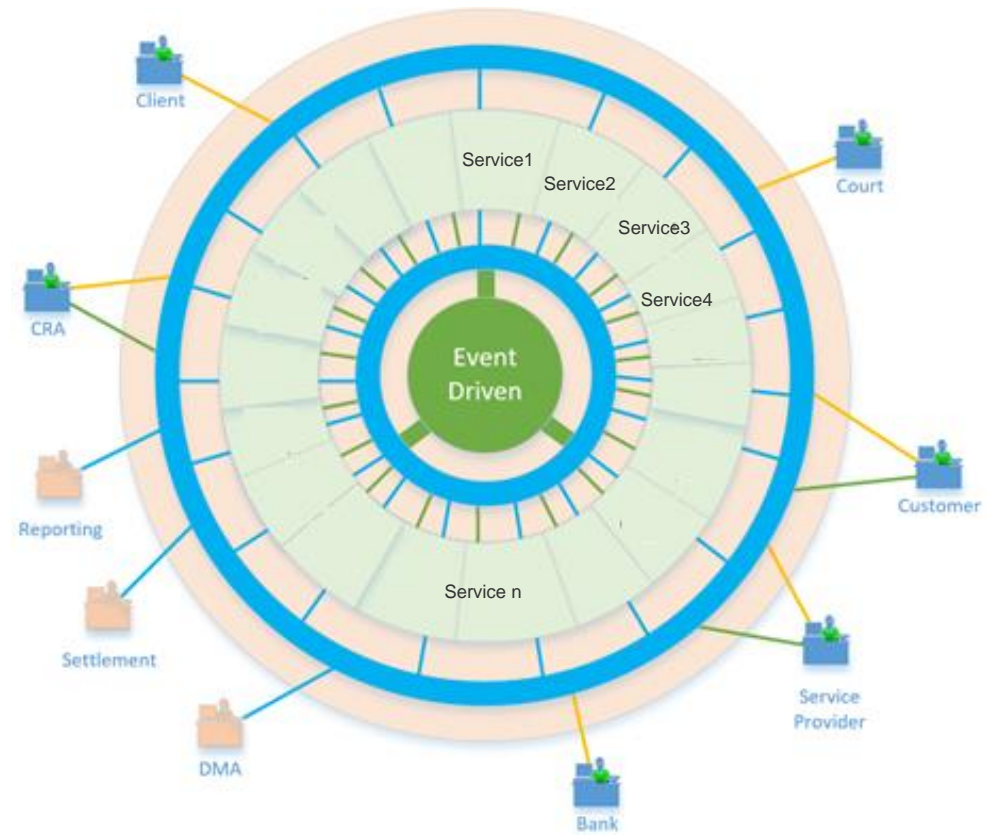 Client
Court
Service1
Service2
Service3
Service4
CRA
Event
Driven
Customer
Reporting
Service n
Settlement
Service
Provider
DMA
Bank